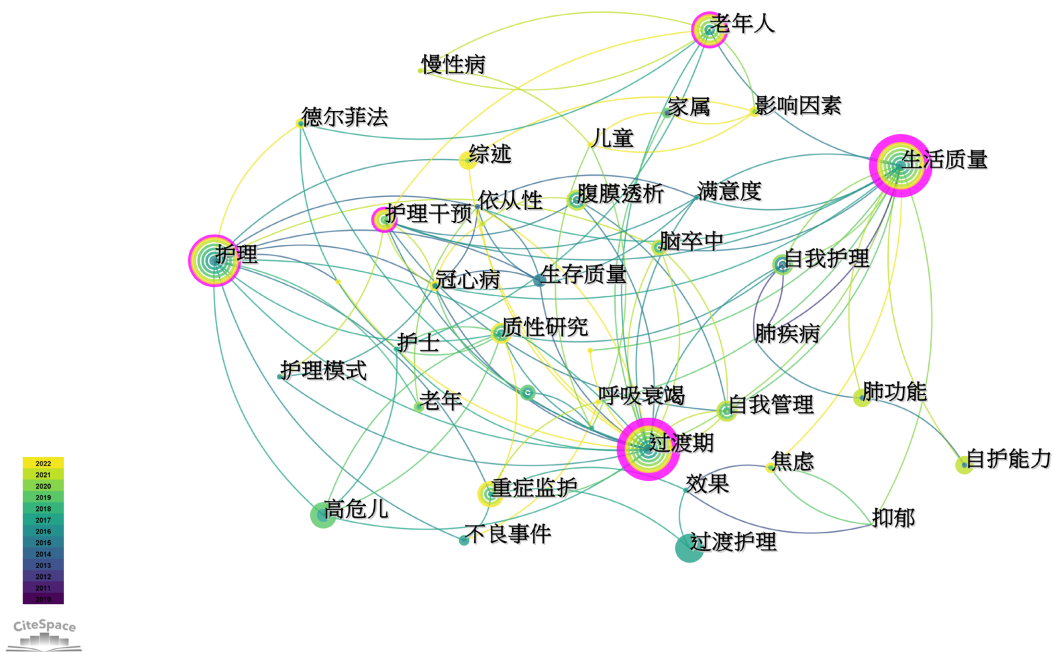 老年人
慢性病
家属
影响因素
德尔菲法
儿童
综述
生活质量
依从性
腹膜透析
满意度
护理干预
脑卒中
护理
自我护理
冠心病
生存质量
质性研究
肺疾病
护士
护理模式
呼吸衰竭
肺功能
老年
自我管理
过渡期
焦虑
自护能力
效果
重症监护
高危儿
抑郁
不良事件
过渡护理
2022
2021
2020
2019
2018
2017
2016
2015
2014
2013
2012
2011
2010
CiteSpace